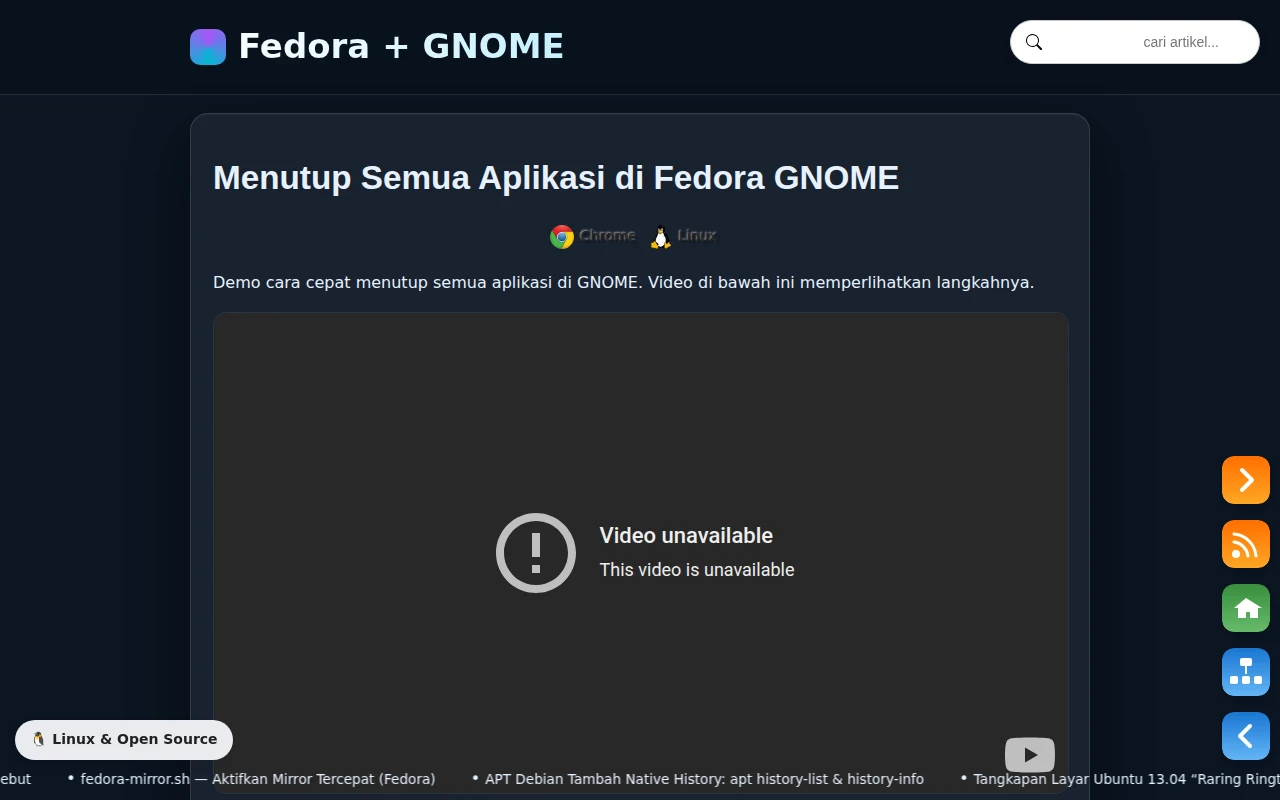 Fedora + GNOME
cari artikel...
Menutup Semua Aplikasi di Fedora GNOME
Chrome Linux
Demo cara cepat menutup semua aplikasi di GNOME. Video di bawah ini memperlihatkan langkahnya.
Video unavailable
This video is unavailable
Linux & Open Source
ebut • fedora-mirror.sh — Aktifkan Mirror Tercepat (Fedora) • APT Debian Tambah Native History: apt history-list & history-info • Tangkapan Layar Ubuntu 13.04 “Raring Ringt